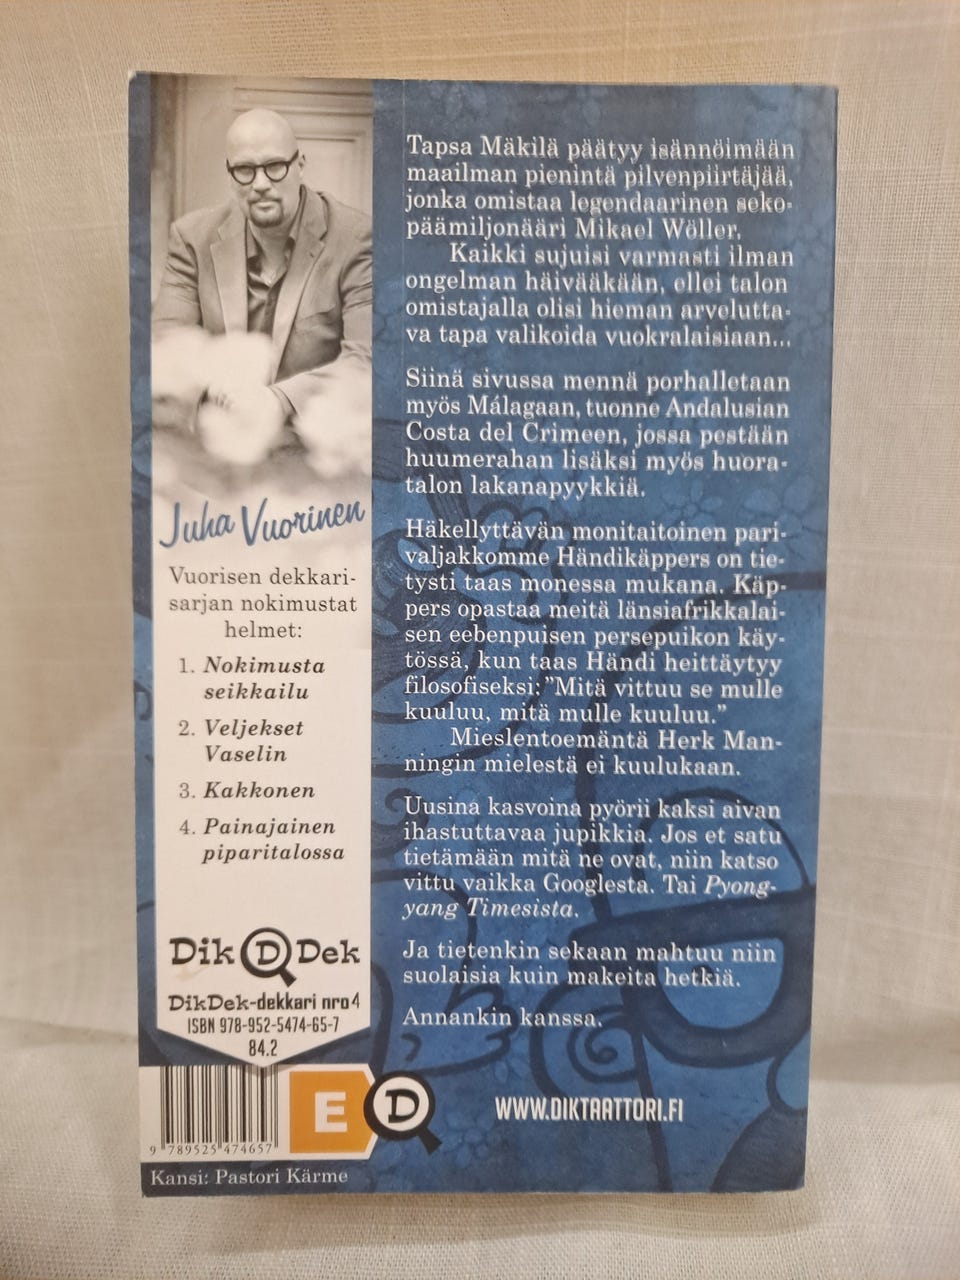 Juha Vuorinen
Vuorisen dekkari-
sarjan nokimustat
helmet:
1. Nokimusta
seikkailu
2. Veljekset
Vaselin
3. Kakkonen
4. Painajainen
piparitalossa
Dik D Dek
DikDek-dekkari nro 4
ISBN 978-952-5474-65-7
84.2
9 789525 474657
E D
Kansi: Pastori Kärme
Tapsa Mäkilä päätyy isännöimään
maailman pienintä pilvenpiirtäjää,
jonka omistaa legendaarinen seko-
päämiljonääri Mikael Wöller.
Kaikki sujuisi varmasti ilman
ongelman häivääkään, ellei talon
omistajalla olisi hieman arvelutta-
va tapa valikoida vuokralaisiaan...
Siinä sivussa mennä porhalletaan
myös Málagaan, tuonne Andalusian
Costa del Crimeen, jossa pestään
huumerahan lisäksi myös huora-
talon lakanapyykkiä.
Häkellyttävän monitaitoinen pari-
valjakkomme Händikäppers on tie-
tysti taas monessa mukana. Käp-
pers opastaa meitä länsiafrikkalai-
sen eebenpuisen persepuikon käy-
tössä, kun taas Händi heittäytyy
filosofiseksi: "Mitä vittuu se mulle
kuuluu, mitä mulle kuuluu."
Mieslentoemäntä Herk Man-
ningin mielestä ei kuulukaan.
Uusina kasvoina pyörii kaksi aivan
ihastuttavaa jupikkia. Jos et satu
tietämään mitä ne ovat, niin katso
vittu vaikka Googlesta. Tai Pyong-
yang Timesista.
Ja tietenkin sekaan mahtuu niin
suolaisia kuin makeita hetkiä.
Annankin kanssa.
WWW.DIKTAATTORI.FI